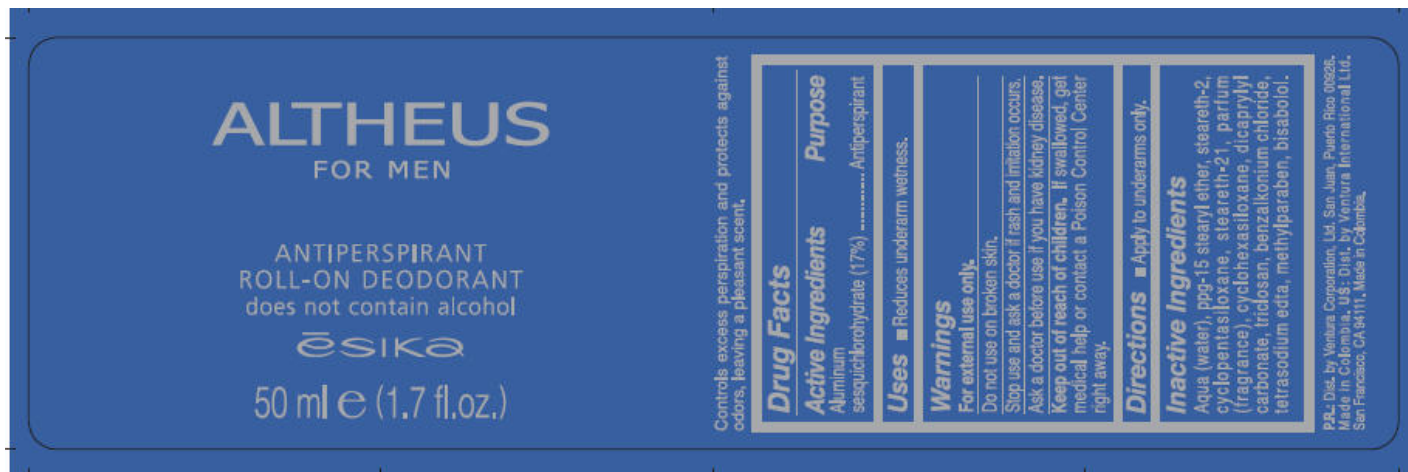 ALTHEUS
FOR MEN
ANTIPERSPIRANT
ROLL-ON DEODORANT
does not contain alcohol
ēsika
50 ml e (1.7 fl.oz.)
Controls excess perspiration and protects against
odors, leaving a pleasant scent.
Drug Facts
Active Ingredients Purpose
Aluminum
sesquichlorohydrate (17%) ............ Antiperspirant
Uses ■ Reduces underarm wetness.
Warnings
For external use only.
Do not use on broken skin.
Stop use and ask a doctor if rash and irritation occurs.
Ask a doctor before use if you have kidney disease.
Keep out of reach of children. If swallowed, get
medical help or contact a Poison Control Center
right away.
Directions ■ Apply to underarms only.
Inactive Ingredients
Aqua (water), ppg-15 stearyl ether, steareth-2,
cyclopentasiloxane, steareth-21, parfum
(fragrance), cyclohexasiloxane, dicaprylyl
carbonate, triclosan, benzalkonium chloride,
tetrasodium edta, methylparaben, bisabolol.
P.R.: Dist. by Ventura Corporation, Ltd. San Juan, Puerto Rico 00926.
Made in Colombia. US: Dist. by Ventura International Ltd.
San Francisco, CA 94111. Made in Colombia.